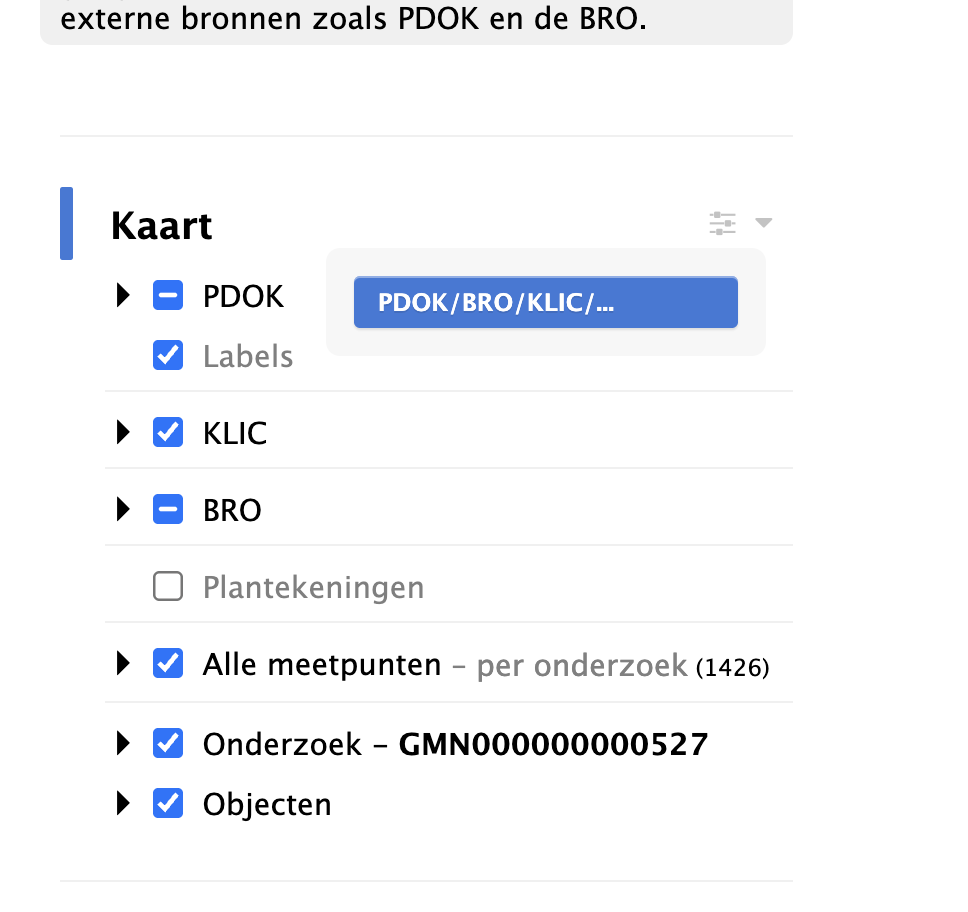 externe bronnen zoals PDOK en de BRO.
Kaart
PDOK
PDOK/BRO/KLIC/...
Labels
KLIC
BRO
Plantekeningen
Alle meetpunten – per onderzoek (1426)
Onderzoek – GMN000000000527
Objecten